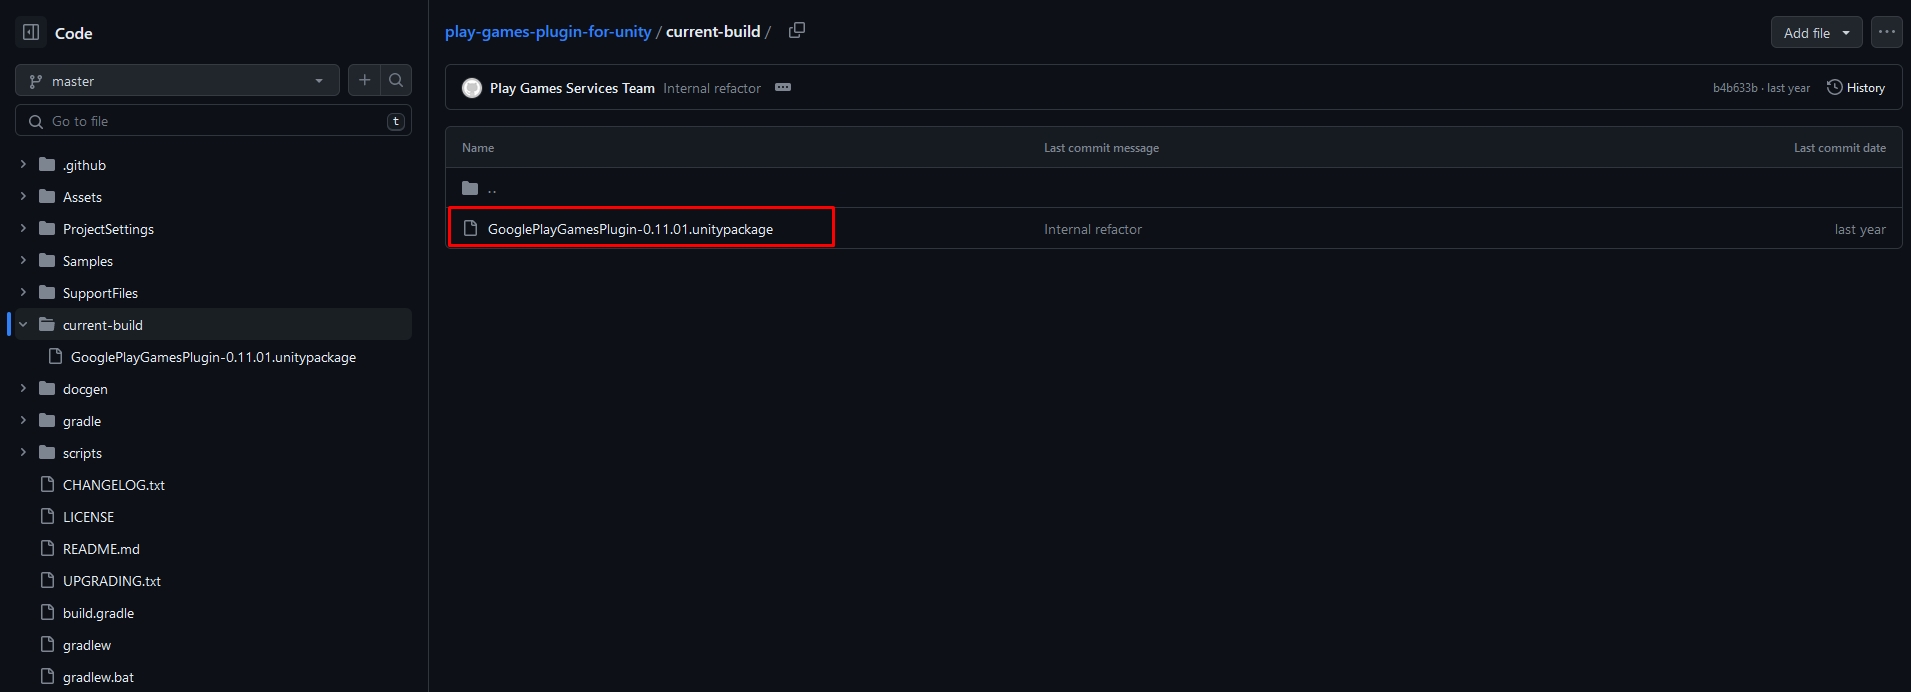 Code
master
Go to file
t
.github
Assets
ProjectSettings
Samples
SupportFiles
current-build
GooglePlayGamesPlugin-0.11.01.unitypackage
docgen
gradle
scripts
CHANGELOG.txt
LICENSE
README.md
UPGRADING.txt
build.gradle
gradlew
gradlew.bat
play-games-plugin-for-unity / current-build /
Add file
Play Games Services Team Internal refactor
b4b633b · last year
History
Name Last commit message Last commit date
..
GooglePlayGamesPlugin-0.11.01.unitypackage Internal refactor last year